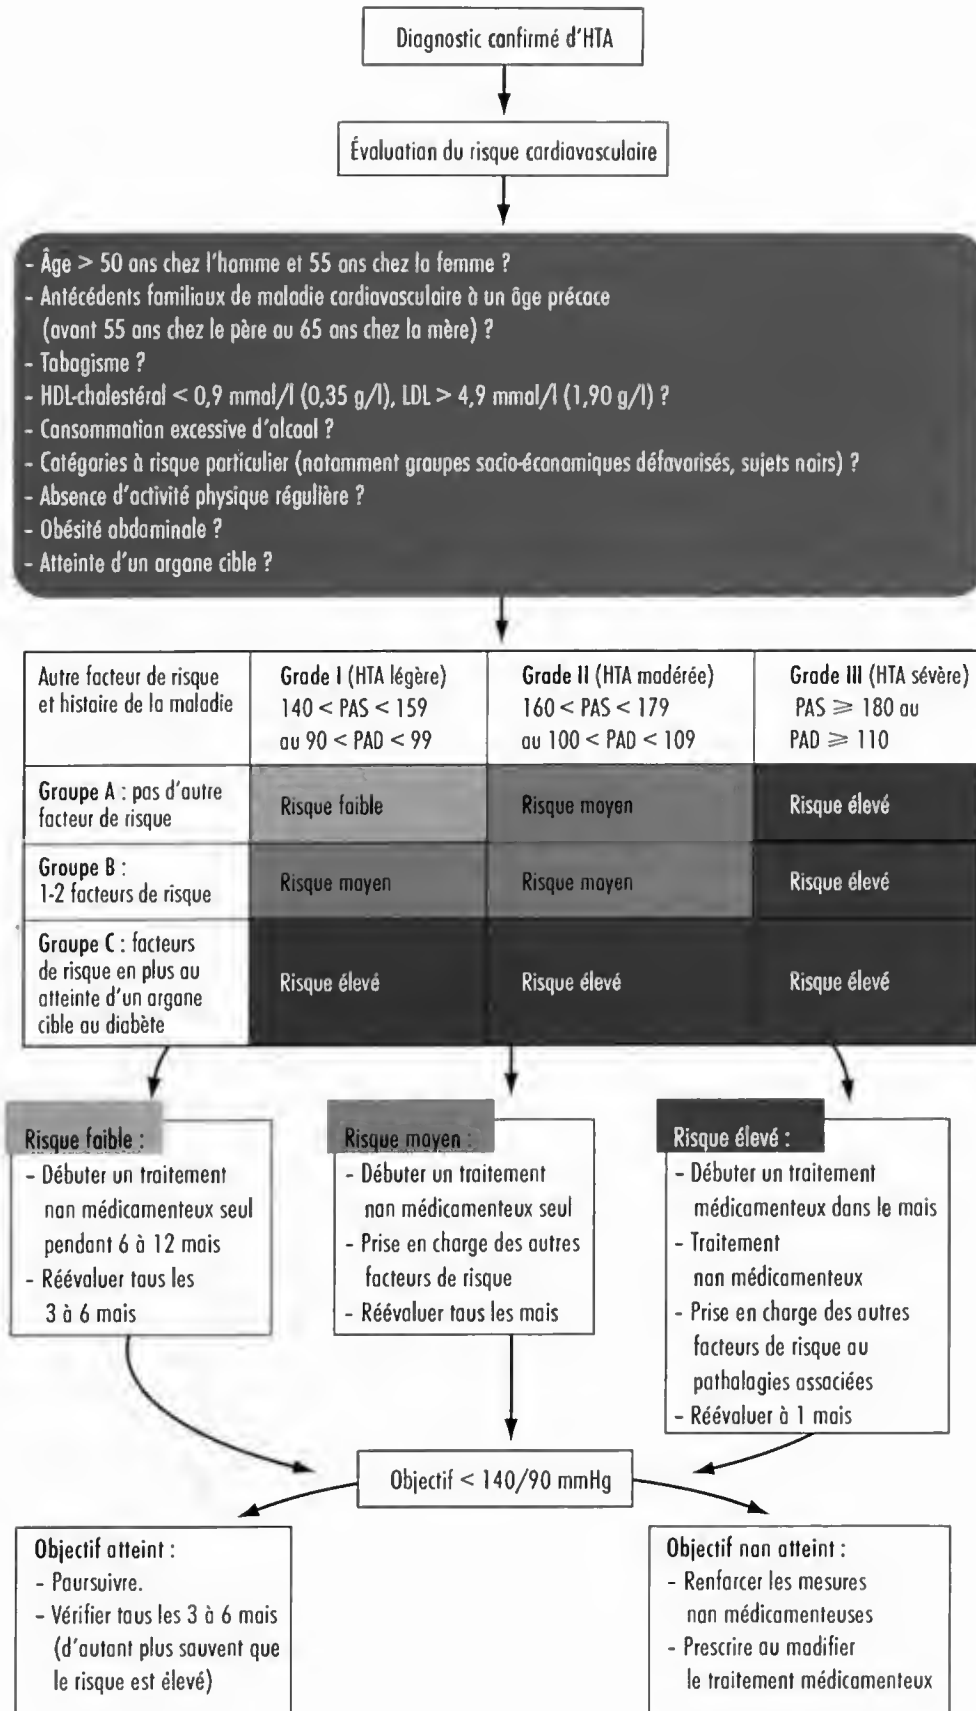 Diagnostic confirmé d'HTA
Évaluation du risque cardiovasculaire
- Âge > 50 ans chez l'homme et 55 ans chez la femme ?
- Antécédents familiaux de maladie cardiovasculaire à un âge précoce
(avant 55 ans chez le père ou 65 ans chez la mère) ?
- Tabagisme ?
- HDL-cholestérol < 0,9 mmol/l (0,35 g/l), LDL > 4,9 mmol/l (1,90 g/l) ?
- Consommation excessive d'alcool ?
- Catégories à risque particulier (notamment groupes socio-économiques défavorisés, sujets noirs) ?
- Absence d'activité physique régulière ?
- Obésité abdominale ?
- Atteinte d'un organe cible ?
Autre facteur de risque
et histoire de la maladie
Grade I (HTA légère)
140 < PAS < 159
ou 90 < PAD < 99
Grade II (HTA modérée)
160 < PAS < 179
ou 100 < PAD < 109
Grade III (HTA sévère)
PAS ⩾ 180 ou
PAD ⩾ 110
Groupe A : pas d'autre
facteur de risque
Risque faible
Risque moyen
Risque élevé
Groupe B :
1-2 facteurs de risque
Risque moyen
Risque moyen
Risque élevé
Groupe C : facteurs
de risque en plus ou
atteinte d'un organe
cible ou diabète
Risque élevé
Risque élevé
Risque élevé
Risque faible :
- Débuter un traitement
non médicamenteux seul
pendant 6 à 12 mois
- Réévaluer tous les
3 à 6 mois
Risque moyen :
- Débuter un traitement
non médicamenteux seul
- Prise en charge des autres
facteurs de risque
- Réévaluer tous les mois
Risque élevé :
- Débuter un traitement
médicamenteux dans le mois
- Traitement
non médicamenteux
- Prise en charge des autres
facteurs de risque ou
pathologies associées
- Réévaluer à 1 mois
Objectif < 140/90 mmHg
Objectif atteint :
- Poursuivre.
- Vérifier tous les 3 à 6 mois
(d'autant plus souvent que
le risque est élevé)
Objectif non atteint :
- Renforcer les mesures
non médicamenteuses
- Prescrire ou modifier
le traitement médicamenteux